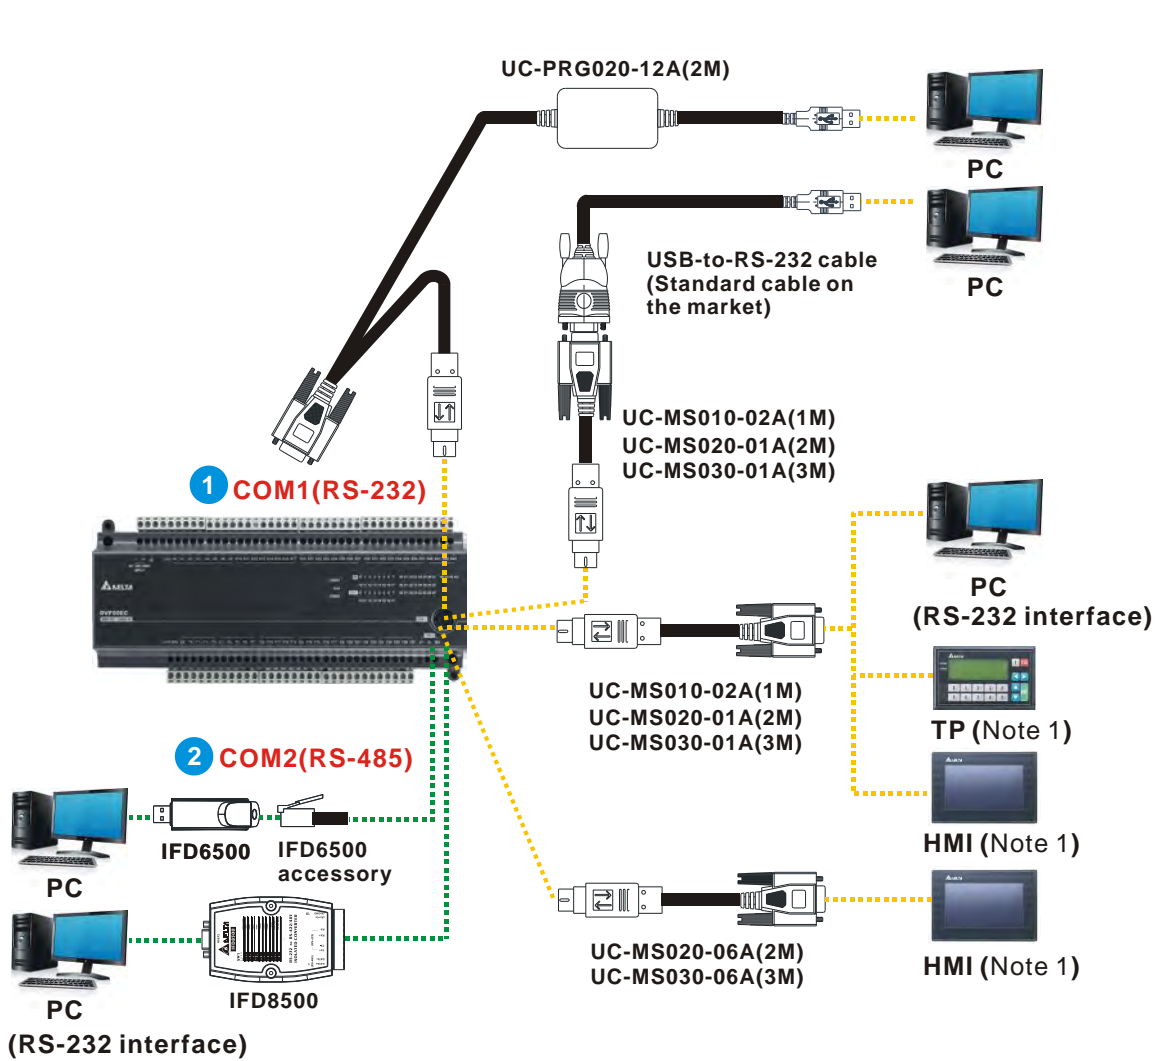 UC-PRG020-12A(2M)
PC
USB-to-RS-232 cable
(Standard cable on
the market)
PC
UC-MS010-02A(1M)
UC-MS020-01A(2M)
UC-MS030-01A(3M)
1 COM1(RS-232)
PC
(RS-232 interface)
UC-MS010-02A(1M)
UC-MS020-01A(2M)
UC-MS030-01A(3M)
TP (Note 1)
HMI (Note 1)
2 COM2(RS-485)
IFD6500
IFD6500
accessory
PC
UC-MS020-06A(2M)
UC-MS030-06A(3M)
HMI (Note 1)
IFD8500
PC
(RS-232 interface)